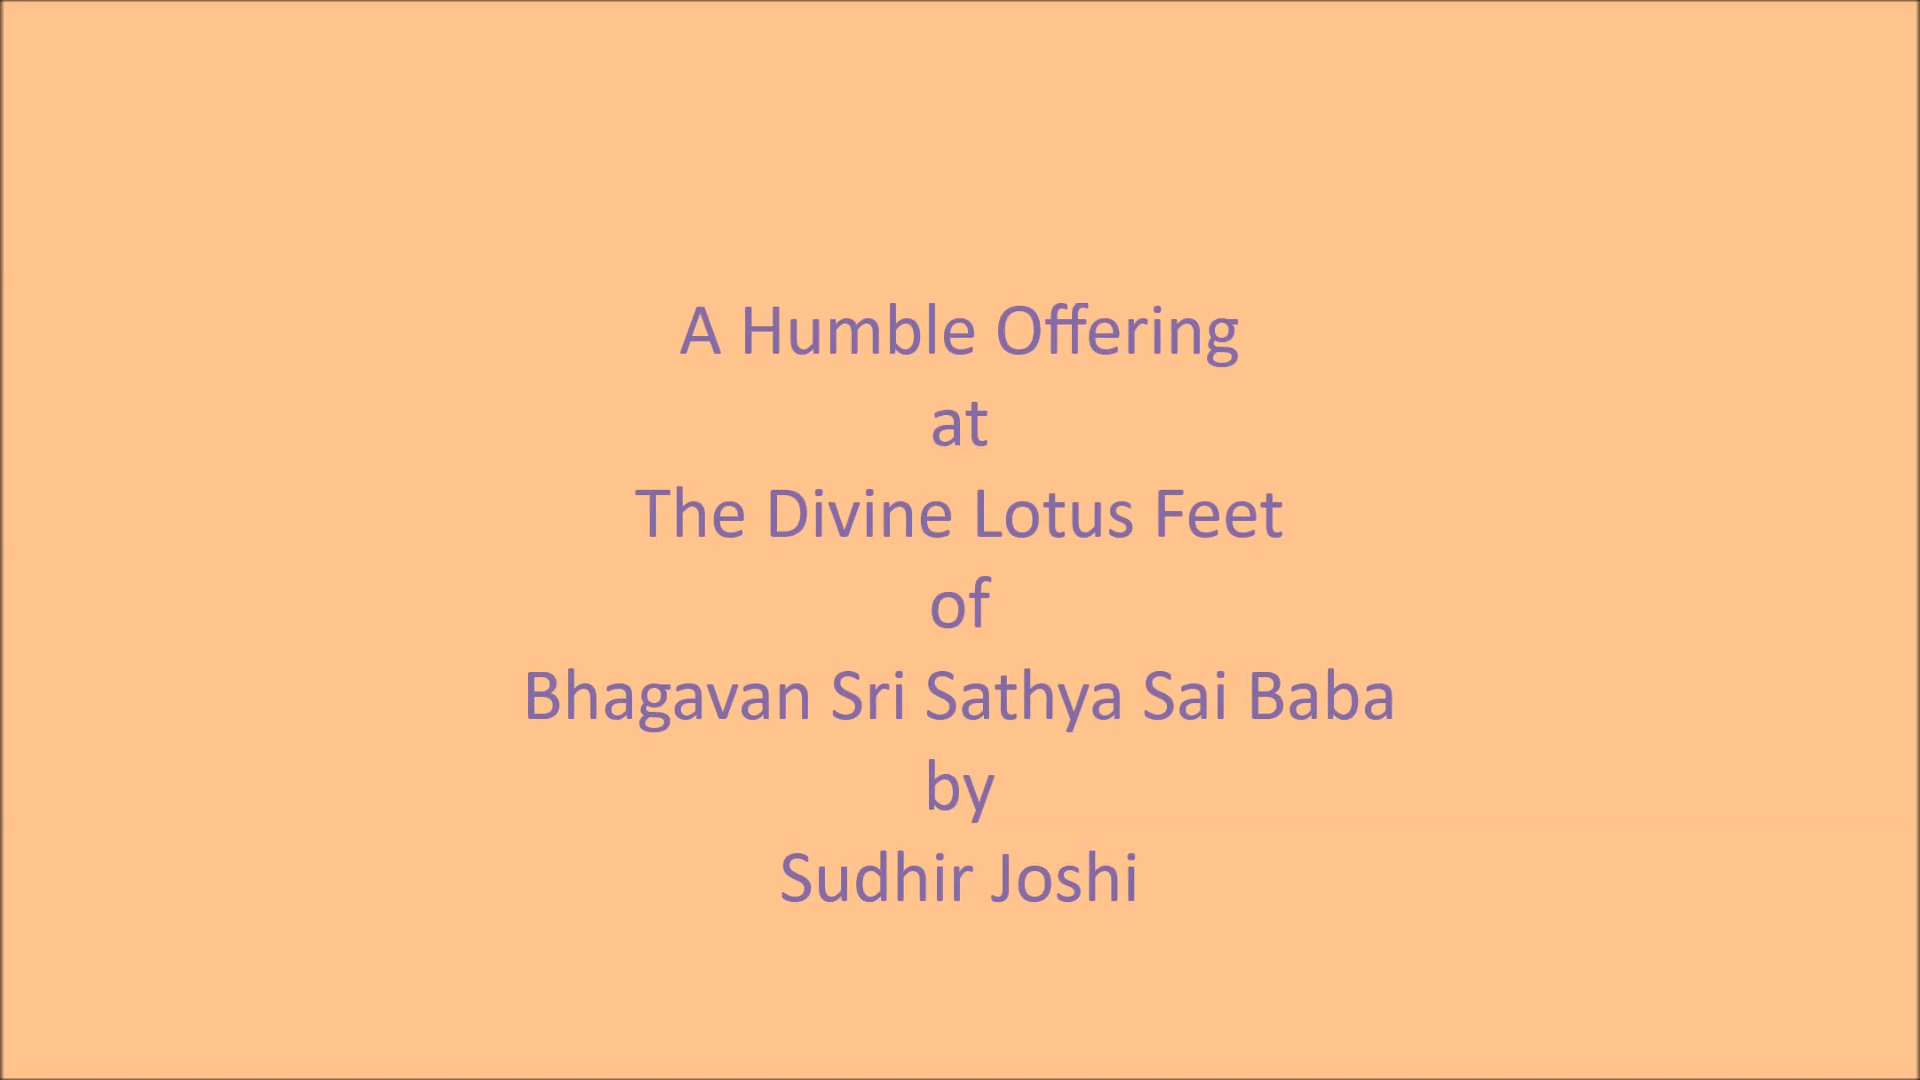 A Humble Offering
at
The Divine Lotus Feet
of
Bhagavan Sri Sathya Sai Baba
by
Sudhir Joshi